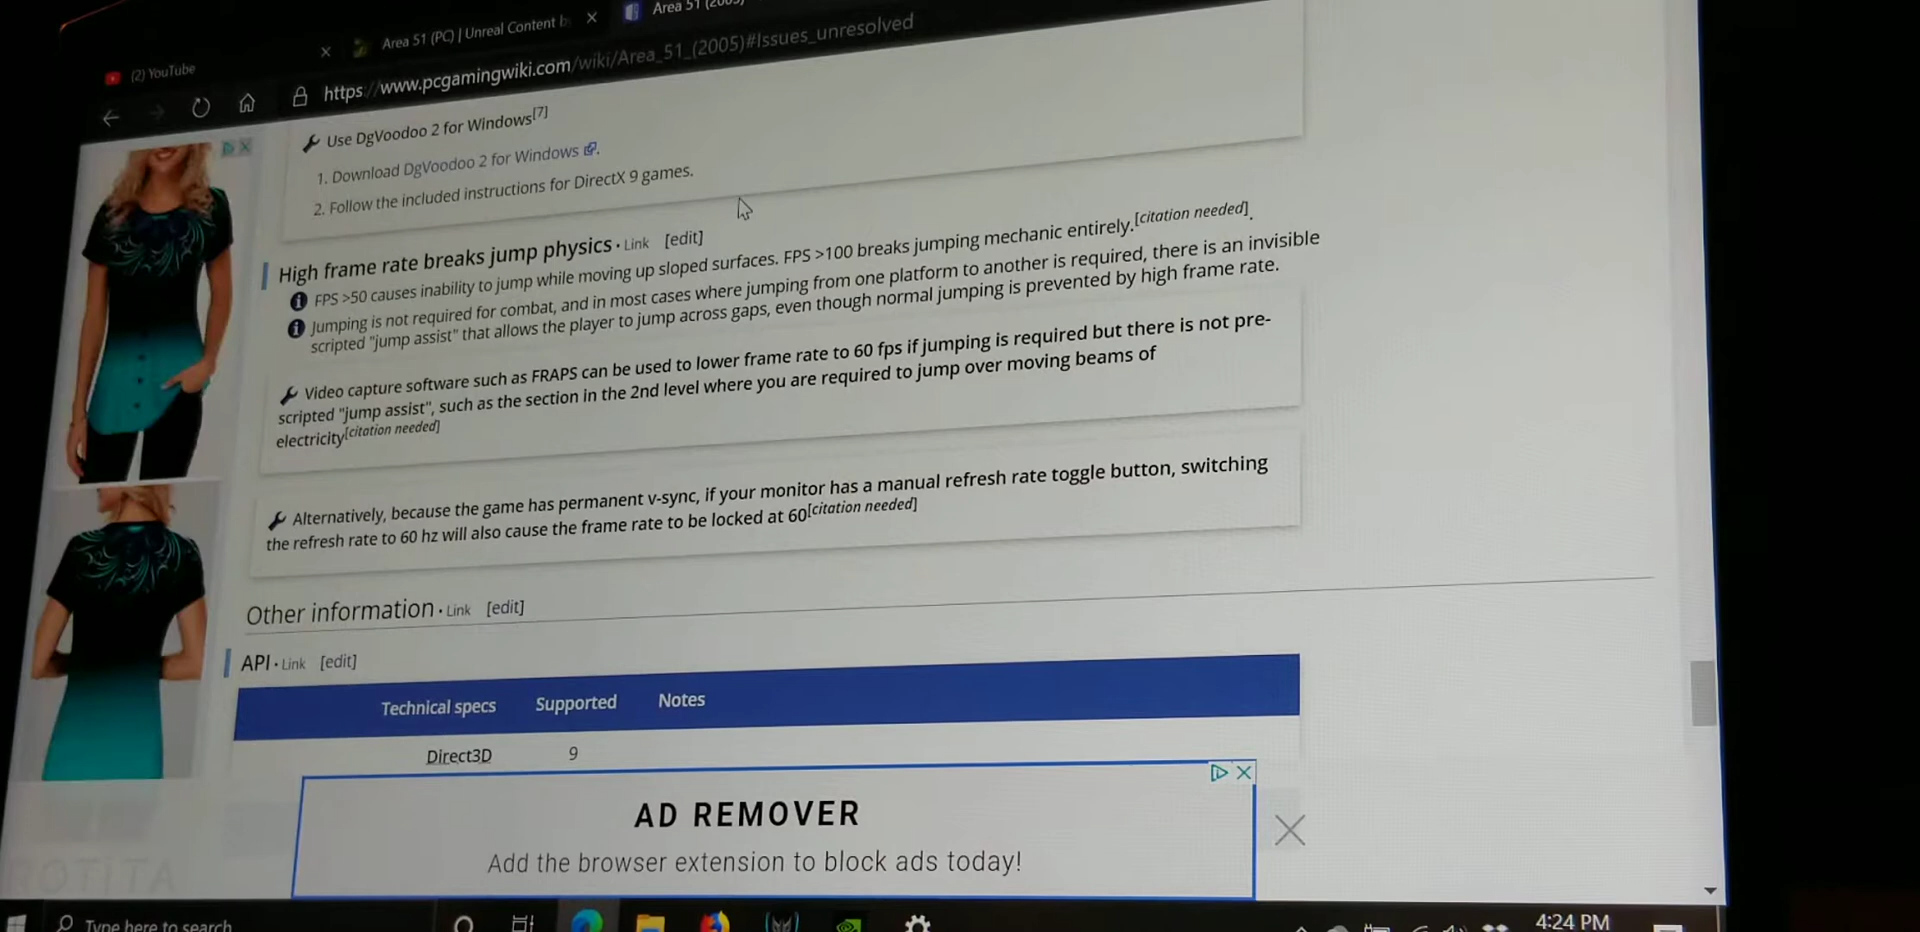 (2) YouTube
Area 51 (PC) | Unreal Content b
Area 51 (2005)
https://www.pcgamingwiki.com/wiki/Area_51_(2005)#Issues_unresolved
Use DgVoodoo 2 for Windows[7]
1. Download DgVoodoo 2 for Windows.
2. Follow the included instructions for DirectX 9 games.
High frame rate breaks jump physics · Link [edit]
FPS >50 causes inability to jump while moving up sloped surfaces. FPS >100 breaks jumping mechanic entirely.[citation needed].
Jumping is not required for combat, and in most cases where jumping from one platform to another is required, there is an invisible
scripted "jump assist" that allows the player to jump across gaps, even though normal jumping is prevented by high frame rate.
Video capture software such as FRAPS can be used to lower frame rate to 60 fps if jumping is required but there is not pre-
scripted "jump assist", such as the section in the 2nd level where you are required to jump over moving beams of
electricity[citation needed]
Alternatively, because the game has permanent v-sync, if your monitor has a manual refresh rate toggle button, switching
the refresh rate to 60 hz will also cause the frame rate to be locked at 60[citation needed]
Other information · Link [edit]
API · Link [edit]
Technical specs Supported Notes
Direct3D 9
AD REMOVER
Add the browser extension to block ads today!
ROTITA
Type here to search
4:24 PM